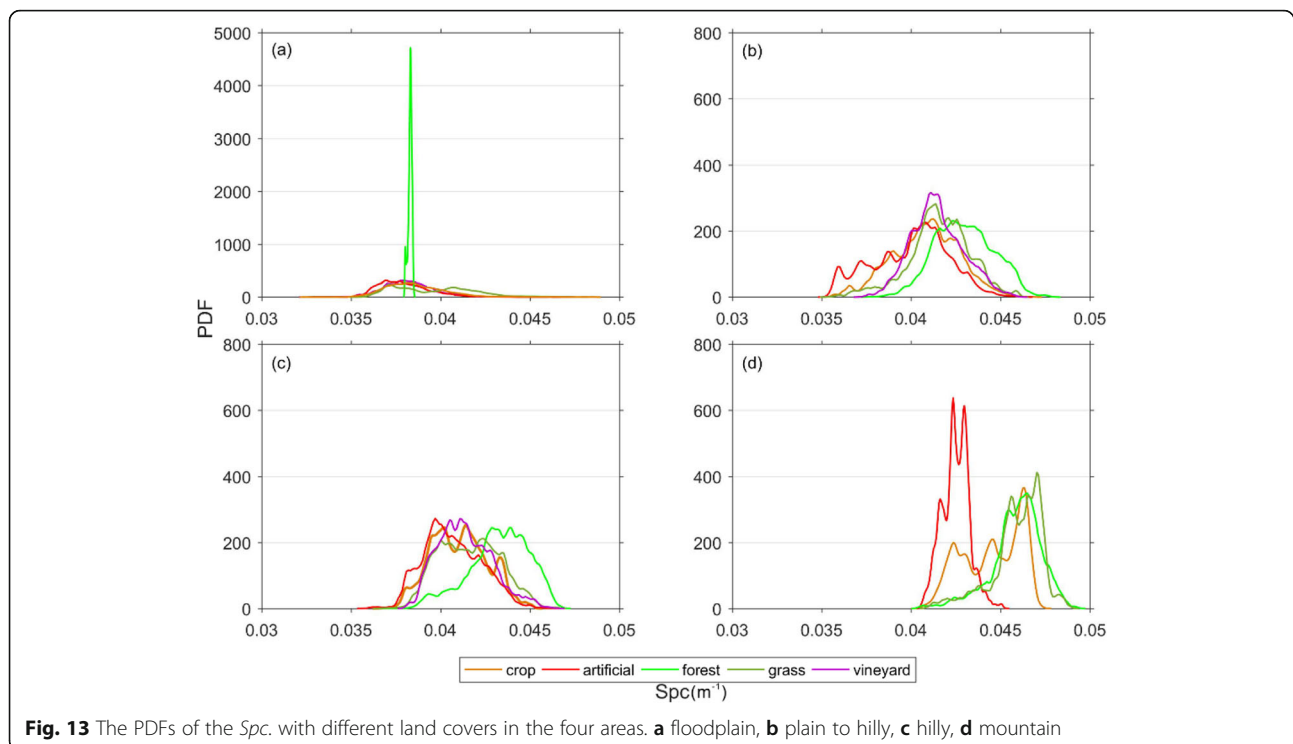 (a)
5000
4000
3000
2000
1000
0
0.03 0.035 0.04 0.045 0.05
(b)
800
600
400
200
0
0.03 0.035 0.04 0.045 0.05
PDF
(c)
800
600
400
200
0
0.03 0.035 0.04 0.045 0.05
(d)
800
600
400
200
0
0.03 0.035 0.04 0.045 0.05
crop artificial forest grass vineyard
Spc(m⁻¹)
Fig. 13 The PDFs of the Spc. with different land covers in the four areas. a floodplain, b plain to hilly, c hilly, d mountain